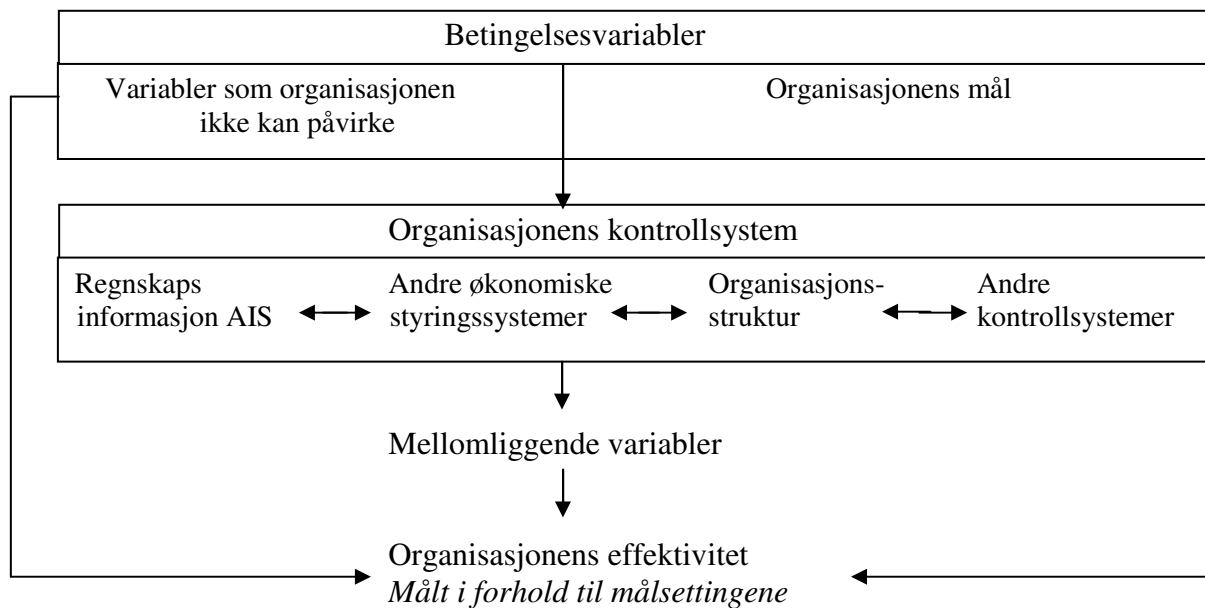 Betingelsesvariabler
Variabler som organisasjonen
ikke kan påvirke
Organisasjonens mål
Organisasjonens kontrollsystem
Regnskaps
informasjon AIS
Andre økonomiske
styringssystemer
Organisasjons-
struktur
Andre
kontrollsystemer
Mellomliggende variabler
Organisasjonens effektivitet
Målt i forhold til målsettingene